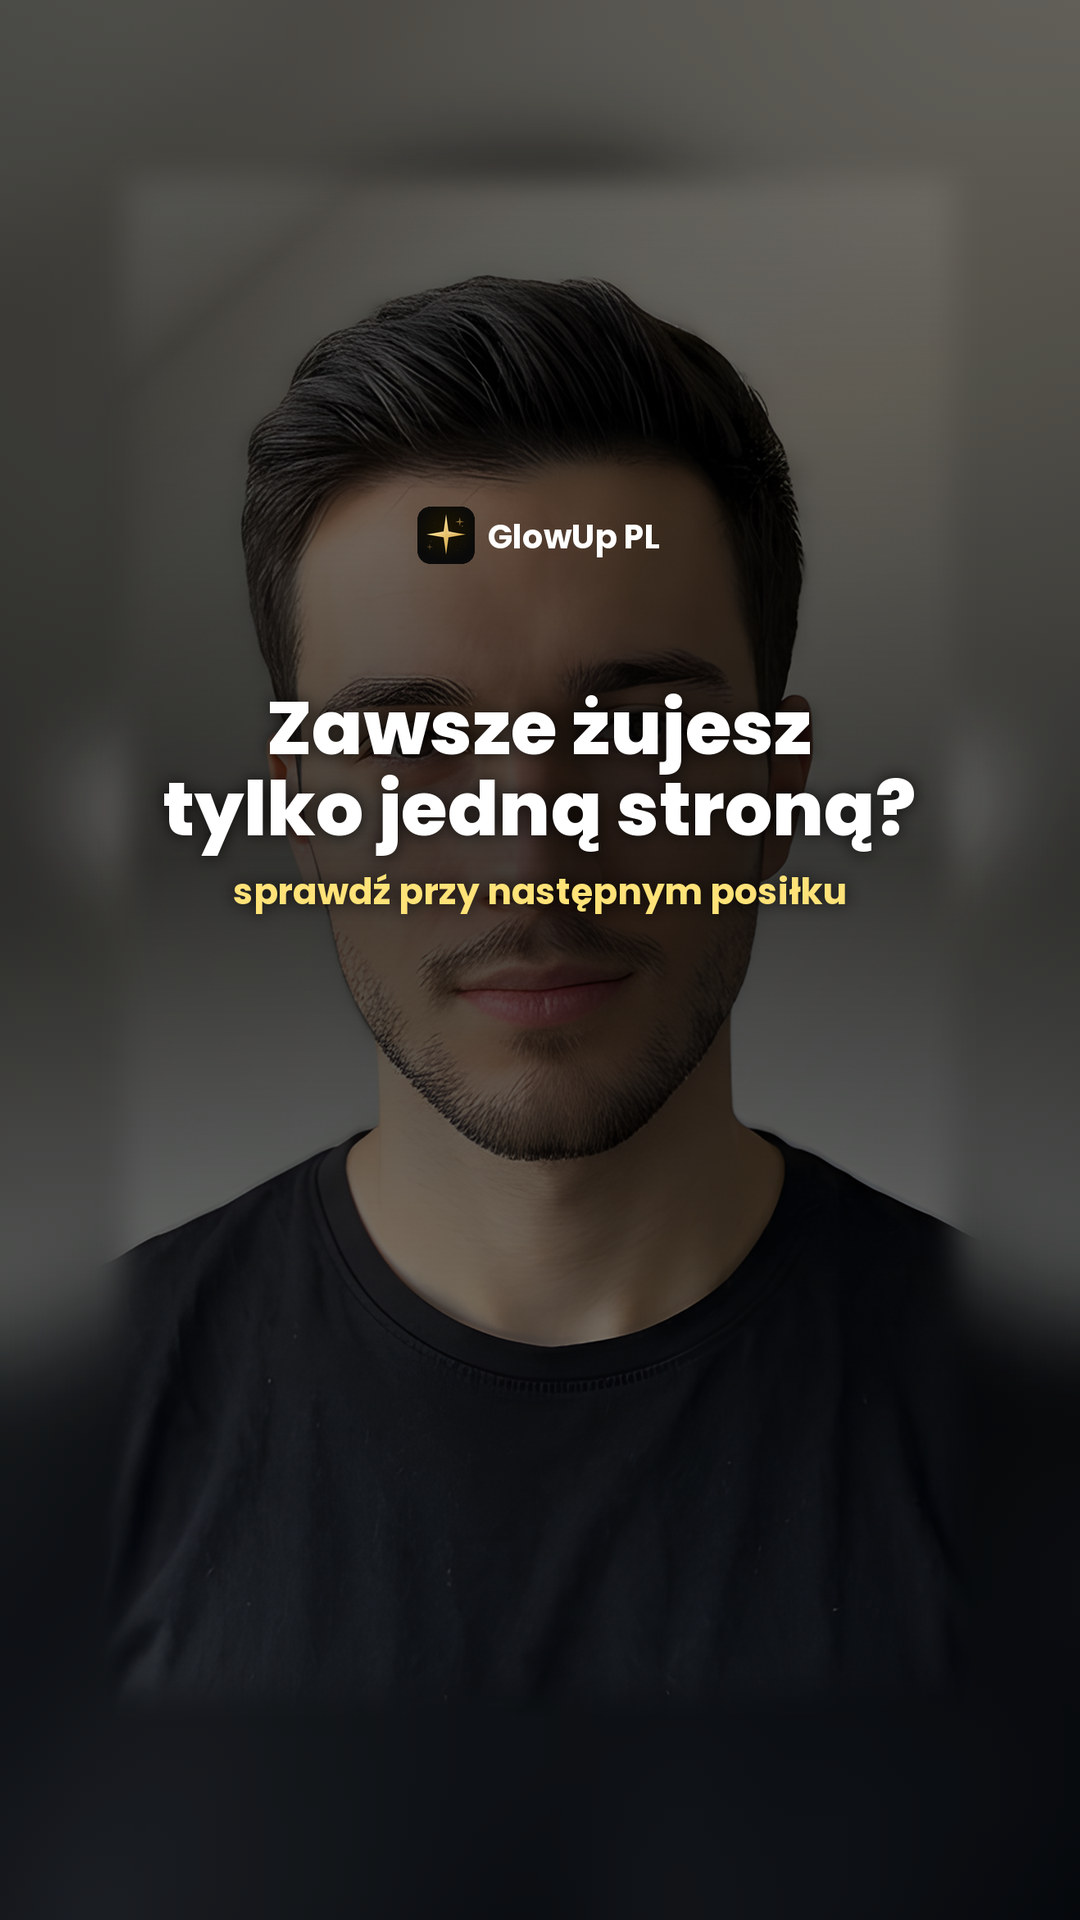 GlowUp PL
Zawsze żujesz
tylko jedną stroną?
sprawdź przy następnym posiłku